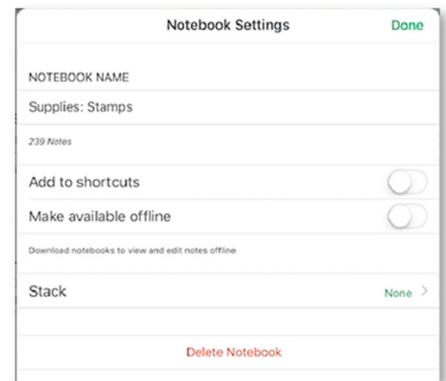 Notebook Settings Done
NOTEBOOK NAME
Supplies: Stamps
239 Notes
Add to shortcuts
Make available offline
Download notebooks to view and edit notes offline
Stack None >
Delete Notebook